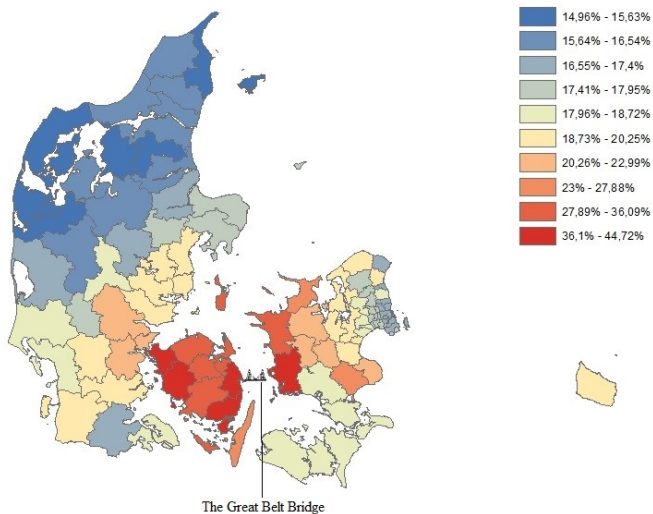 14,96% - 15,63%
15,64% - 16,54%
16,55% - 17,4%
17,41% - 17,95%
17,96% - 18,72%
18,73% - 20,25%
20,26% - 22,99%
23% - 27,88%
27,89% - 36,09%
36,1% - 44,72%
The Great Belt Bridge